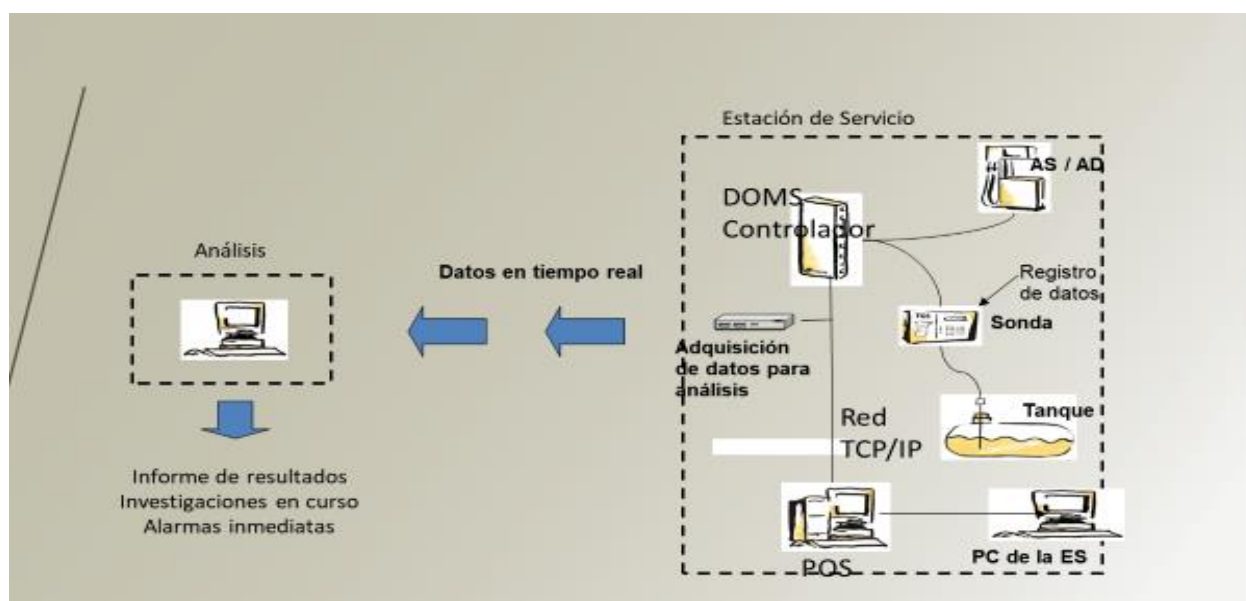 Estación de Servicio
AS / AD
DOMS
Controlador
Análisis
Datos en tiempo real
Registro
de datos
Sonda
Adquisición
de datos para
análisis
Tanque
Red
TCP/IP
Informe de resultados
Investigaciones en curso
Alarmas inmediatas
PC de la ES
POS